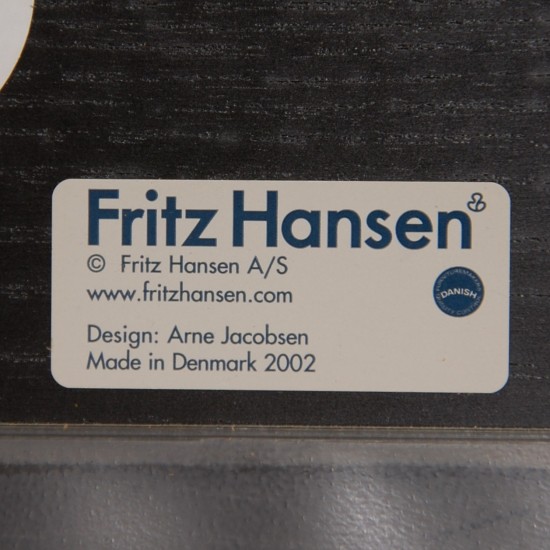 Fritz Hansen
© Fritz Hansen A/S
www.fritzhansen.com
DANISH
Design: Arne Jacobsen
Made in Denmark 2002